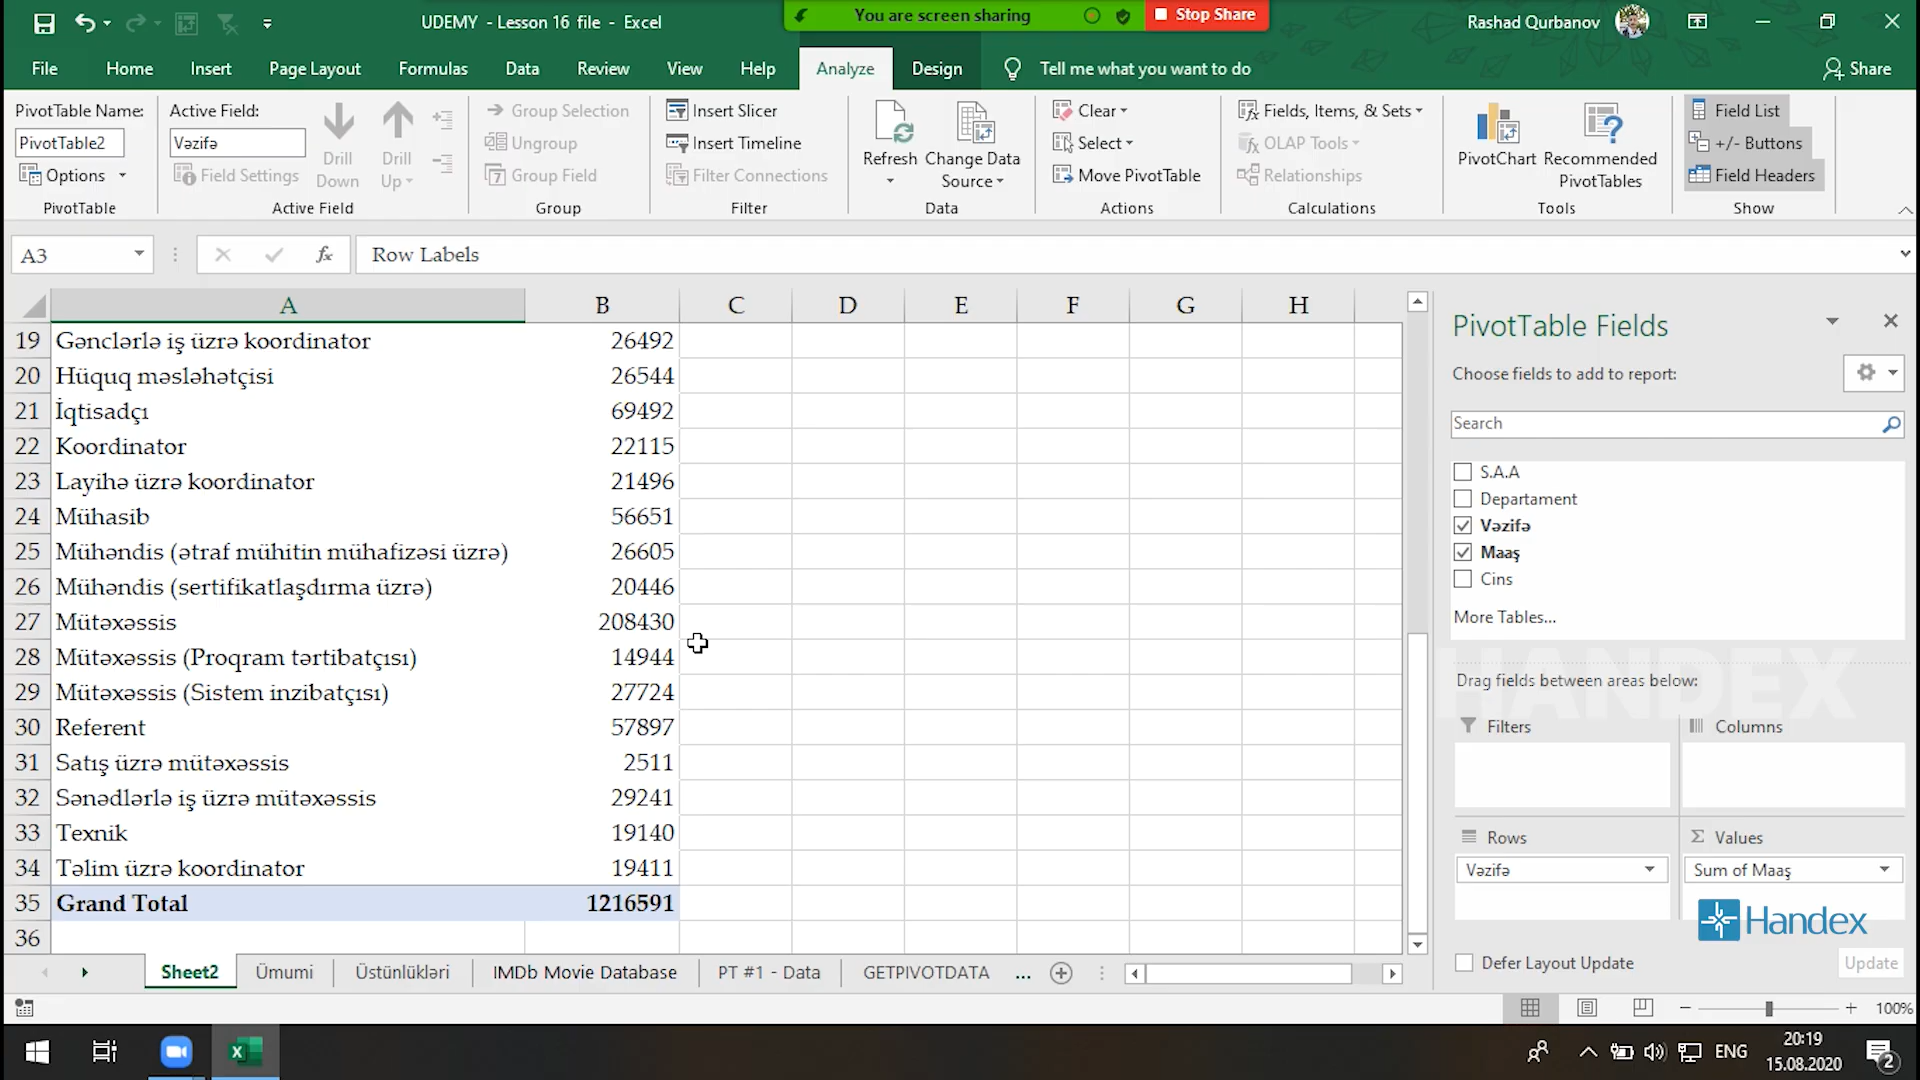 UDEMY - Lesson 16 file - Excel
You are screen sharing
Stop Share
Rashad Qurbanov
File Home Insert Page Layout Formulas Data Review View Help Analyze Design Tell me what you want to do Share
PivotTable Name:
PivotTable2
Options
PivotTable
Active Field:
Vəzifə
Field Settings
Drill Down
Drill Up
Active Field
Group Selection
Ungroup
Group Field
Group
Insert Slicer
Insert Timeline
Filter Connections
Filter
Refresh
Change Data Source
Data
Clear
Select
Move PivotTable
Actions
Fields, Items, & Sets
OLAP Tools
Relationships
Calculations
PivotChart
Recommended PivotTables
Tools
Field List
+/- Buttons
Field Headers
Show
A3
fx
Row Labels
A B C D E F G H
19 Gənclərlə iş üzrə koordinator 26492
20 Hüquq məsləhətçisi 26544
21 İqtisadçı 69492
22 Koordinator 22115
23 Layihə üzrə koordinator 21496
24 Mühasib 56651
25 Mühəndis (ətraf mühitin mühafizəsi üzrə) 26605
26 Mühəndis (sertifikatlaşdırma üzrə) 20446
27 Mütəxəssis 208430
28 Mütəxəssis (Proqram tərtibatçısı) 14944
29 Mütəxəssis (Sistem inzibatçısı) 27724
30 Referent 57897
31 Satış üzrə mütəxəssis 2511
32 Sənədlərlə iş üzrə mütəxəssis 29241
33 Texnik 19140
34 Təlim üzrə koordinator 19411
35 Grand Total 1216591
36
PivotTable Fields
Choose fields to add to report:
Search
S.A.A
Departament
Vəzifə
Maaş
Cins
More Tables...
HANDEX
Drag fields between areas below:
Filters
Columns
Rows
Σ Values
Vəzifə
Sum of Maaş
Handex
Defer Layout Update
Update
Sheet2 Ümumi Üstünlükləri IMDb Movie Database PT #1 - Data GETPIVOTDATA ...
100%
ENG
20:19
15.08.2020
2